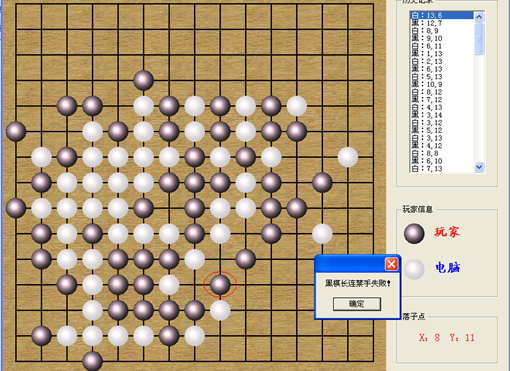 历史记录
白：13,6
黑：12,7
白：8,9
黑：9,10
白：6,11
黑：1,13
白：2,13
黑：6,13
白：5,13
黑：10,9
白：8,12
黑：7,12
白：4,13
黑：3,14
白：3,12
黑：5,12
白：3,13
黑：4,12
白：8,8
黑：6,10
白：7,13
玩家信息
玩家
电脑
黑棋长连禁手失败!
确定
落子点
X: 8 Y: 11